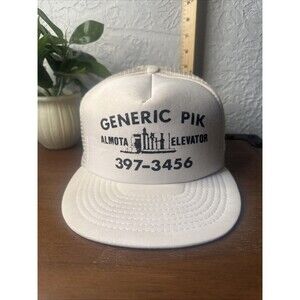 GENERIC PIK
ALMOTA ELEVATOR
397-3456